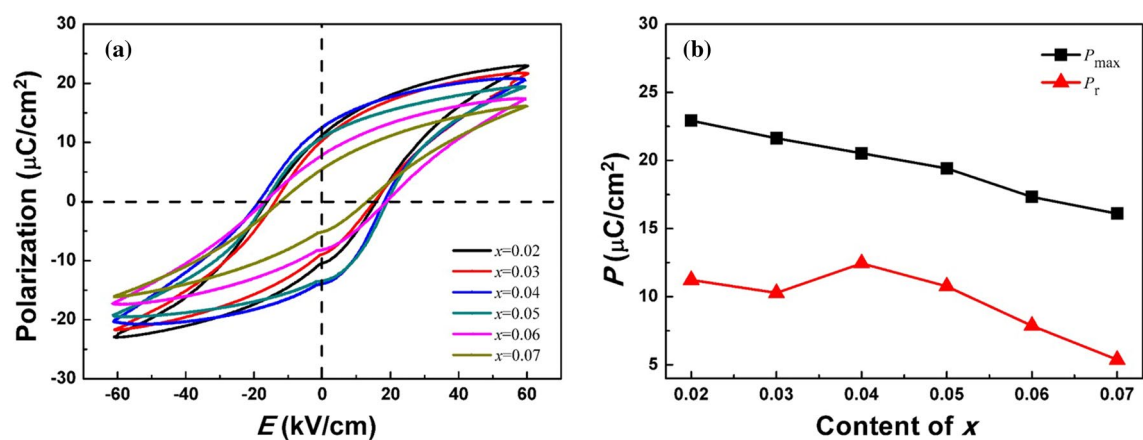 (a)
Polarization (μC/cm2)
30
20
10
0
-10
-20
-30
-60 -40 -20 0 20 40 60
E (kV/cm)
x=0.02
x=0.03
x=0.04
x=0.05
x=0.06
x=0.07
(b)
P (μC/cm2)
30
25
20
15
10
5
0.02 0.03 0.04 0.05 0.06 0.07
Content of x
Pmax
Pr